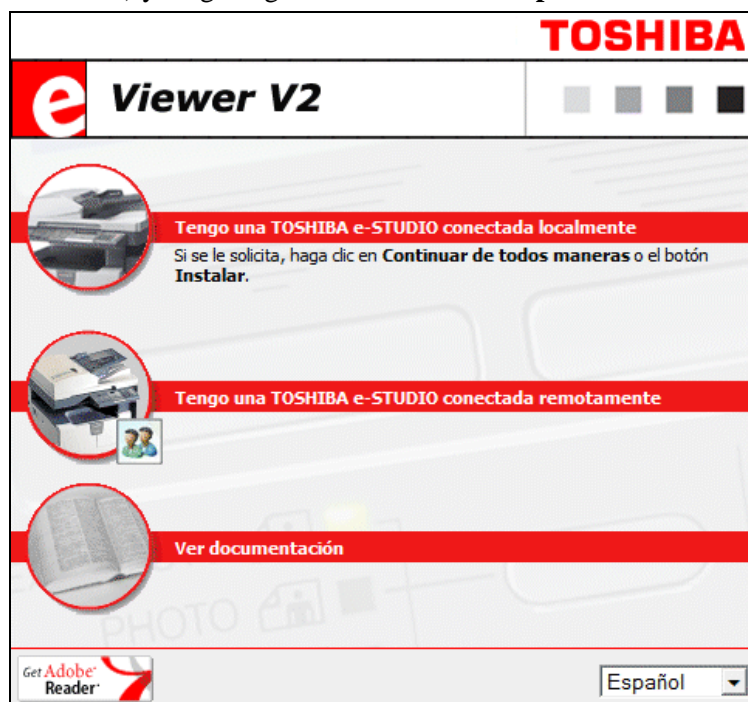 TOSHIBA
e Viewer V2
Tengo una TOSHIBA e-STUDIO conectada localmente
Si se le solicita, haga clic en Continuar de todos maneras o el botón
Instalar.
Tengo una TOSHIBA e-STUDIO conectada remotamente
Ver documentación
PHOTO
Get Adobe
Reader
Español